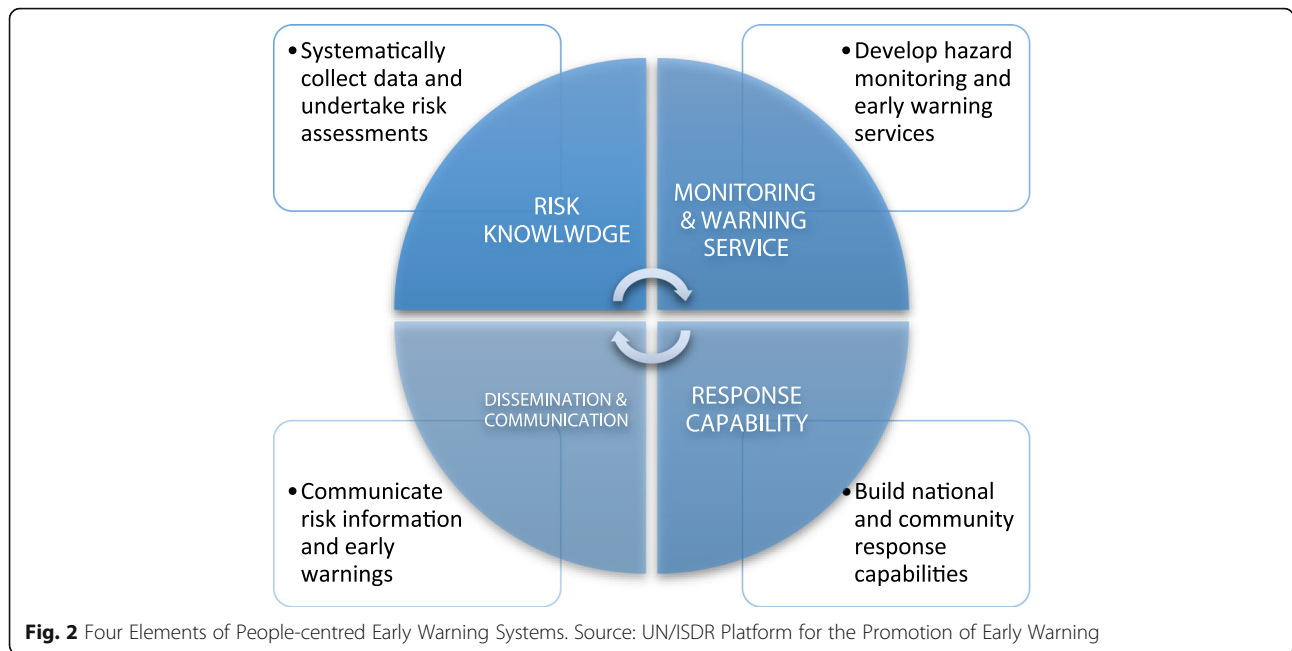 •Systematically
collect data and
undertake risk
assessments
•Develop hazard
monitoring and
early warning
services
RISK
KNOWLWDGE
MONITORING
& WARNING
SERVICE
DISSEMINATION &
COMMUNICATION
RESPONSE
CAPABILITY
•Communicate
risk information
and early
warnings
•Build national
and community
response
capabilities
Fig. 2 Four Elements of People-centred Early Warning Systems. Source: UN/ISDR Platform for the Promotion of Early Warning